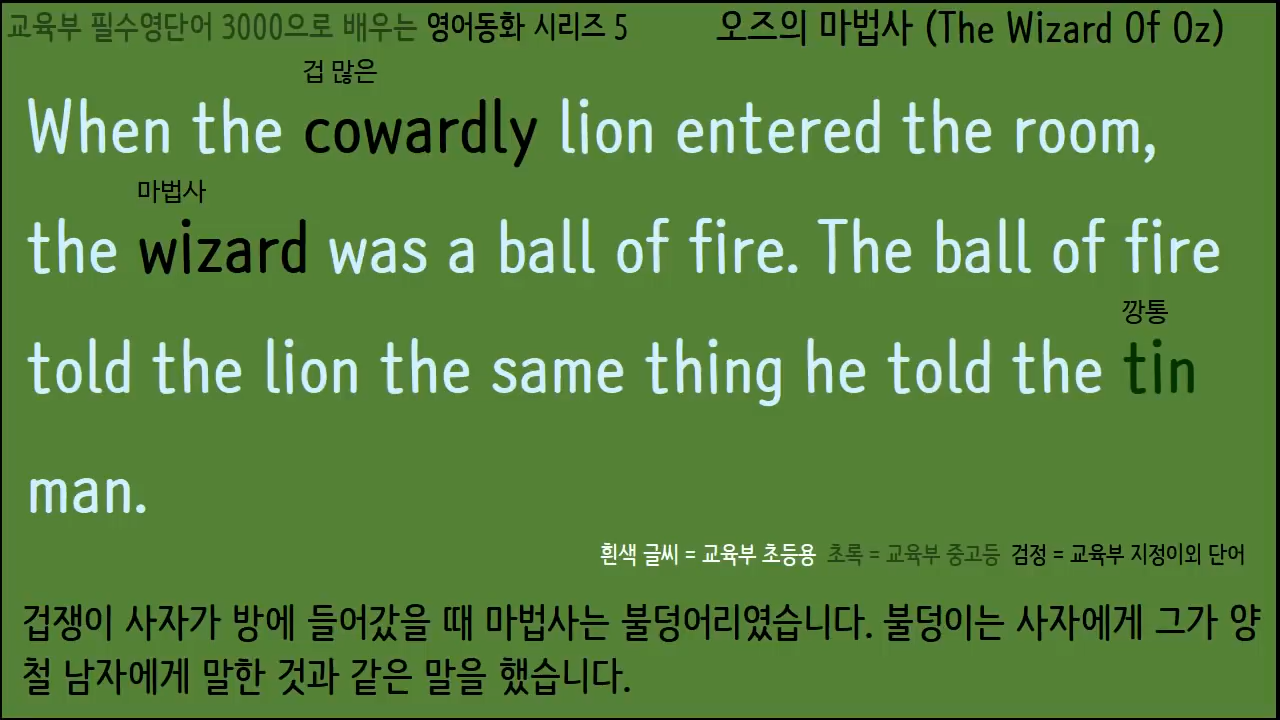 교육부 필수영단어 3000으로 배우는 영어동화 시리즈 5 오즈의 마법사 (The Wizard Of Oz)
겁 많은
When the cowardly lion entered the room,
마법사
the wizard was a ball of fire. The ball of fire
깡통
told the lion the same thing he told the tin
man.
흰색 글씨 = 교육부 초등용 초록 = 교육부 중고등 검정 = 교육부 지정이외 단어
겁쟁이 사자가 방에 들어갔을 때 마법사는 불덩어리였습니다. 불덩이는 사자에게 그가 양
철 남자에게 말한 것과 같은 말을 했습니다.